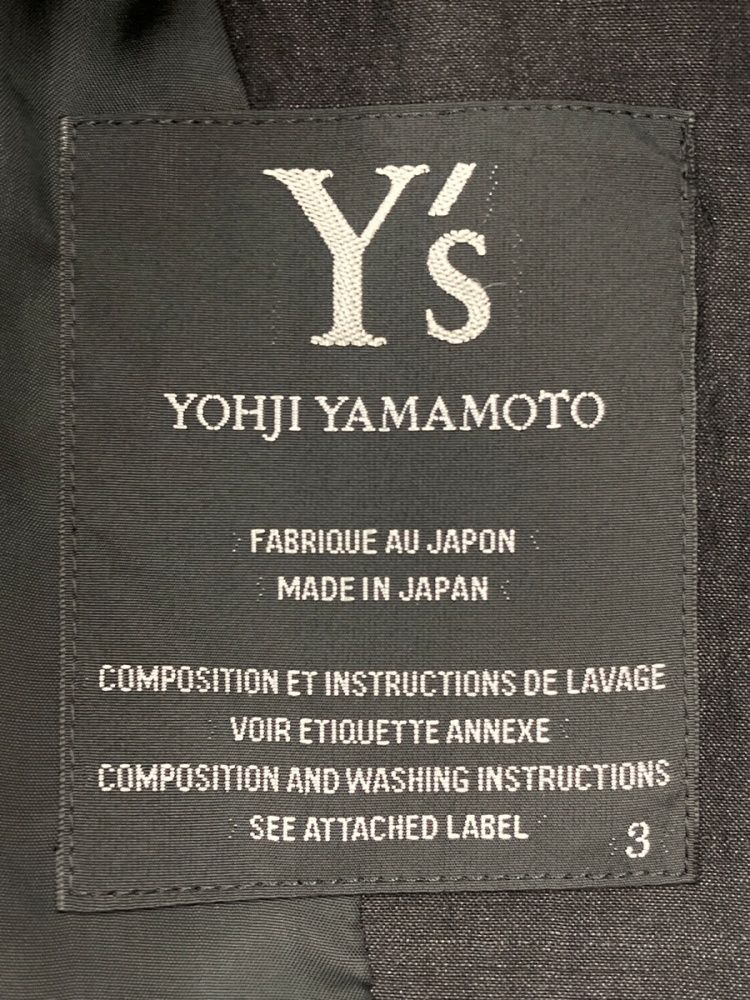 Y's
YOHJI YAMAMOTO
FABRIQUE AU JAPON
MADE IN JAPAN
COMPOSITION ET INSTRUCTIONS DE LAVAGE
VOIR ETIQUETTE ANNEXE
COMPOSITION AND WASHING INSTRUCTIONS
SEE ATTACHED LABEL
3